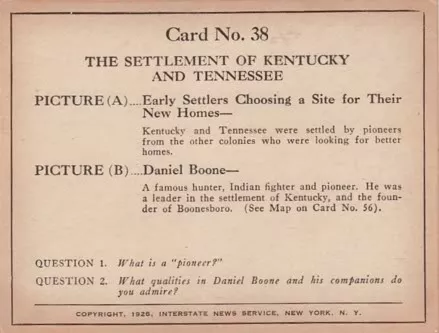 Card No. 38
THE SETTLEMENT OF KENTUCKY
AND TENNESSEE
PICTURE (A)....Early Settlers Choosing a Site for Their
New Homes—
Kentucky and Tennessee were settled by pioneers
from the other colonies who were looking for better
homes.
PICTURE (B)....Daniel Boone—
A famous hunter, Indian fighter and pioneer. He was
a leader in the settlement of Kentucky, and the foun-
der of Boonesboro. (See Map on Card No. 56).
QUESTION 1. What is a "pioneer?"
QUESTION 2. What qualities in Daniel Boone and his companions do
you admire?
COPYRIGHT, 1926, INTERSTATE NEWS SERVICE, NEW YORK, N. Y.